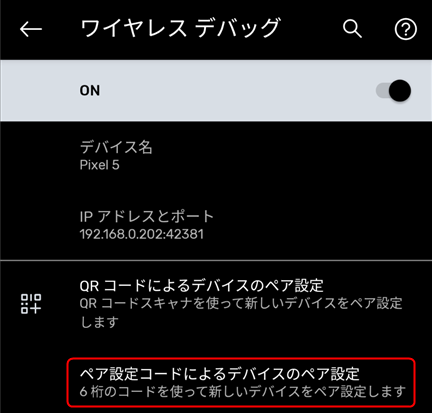 ワイヤレス デバッグ
ON
デバイス名
Pixel 5
IP アドレスとポート
192.168.0.202:42381
QR コードによるデバイスのペア設定
QR コードスキャナを使って新しいデバイスをペア設定
します
ペア設定コードによるデバイスのペア設定
6 桁のコードを使って新しいデバイスをペア設定します